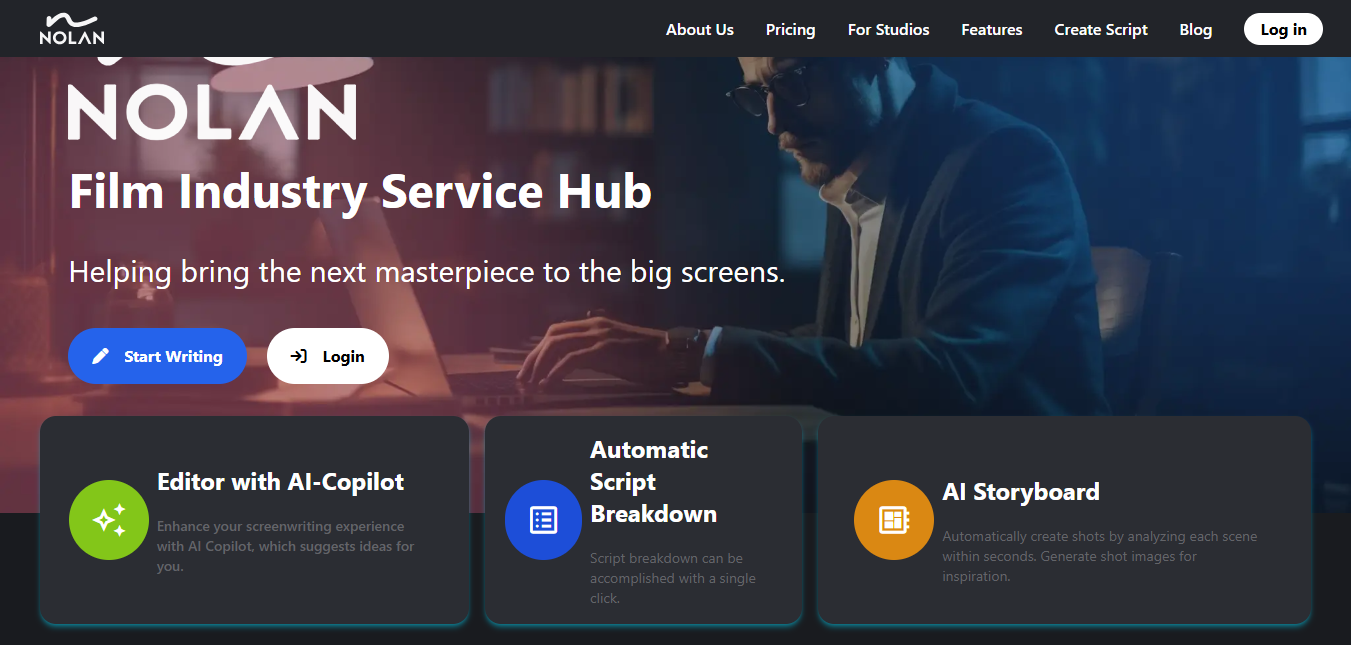 NOLAN
About Us Pricing For Studios Features Create Script Blog Log in
NOLAN
Film Industry Service Hub
Helping bring the next masterpiece to the big screens.
Start Writing Login
Editor with AI-Copilot
Enhance your screenwriting experience
with AI Copilot, which suggests ideas for
you.
Automatic
Script
Breakdown
Script breakdown can be
accomplished with a single
click.
AI Storyboard
Automatically create shots by analyzing each scene
within seconds. Generate shot images for
inspiration.